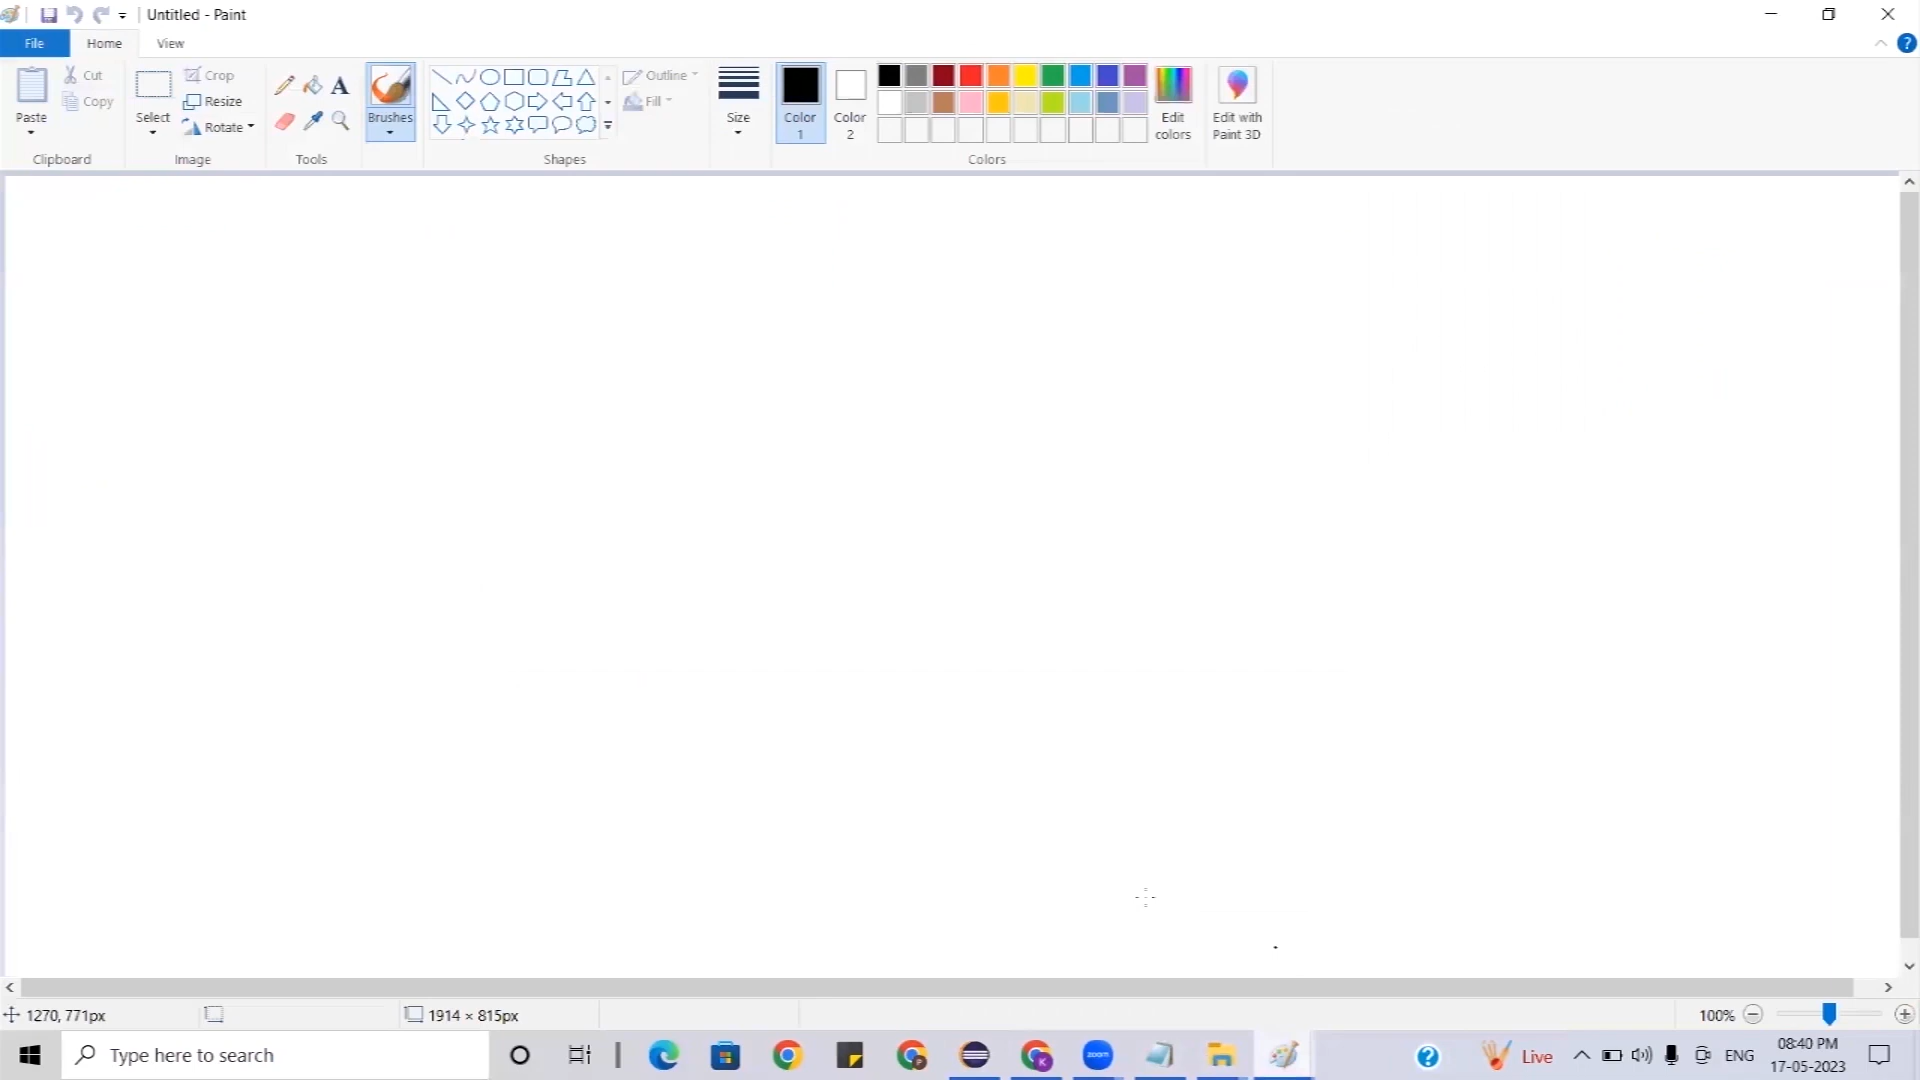 Untitled - Paint
File Home View
Paste Cut Copy Clipboard
Select Crop Resize Rotate Image
Tools
Brushes
Shapes
Outline Fill
Size
Color 1
Color 2
Colors
Edit colors
Edit with Paint 3D
1270, 771px
1914 × 815px
100%
Type here to search
zoom
Live
ENG
08:40 PM
17-05-2023